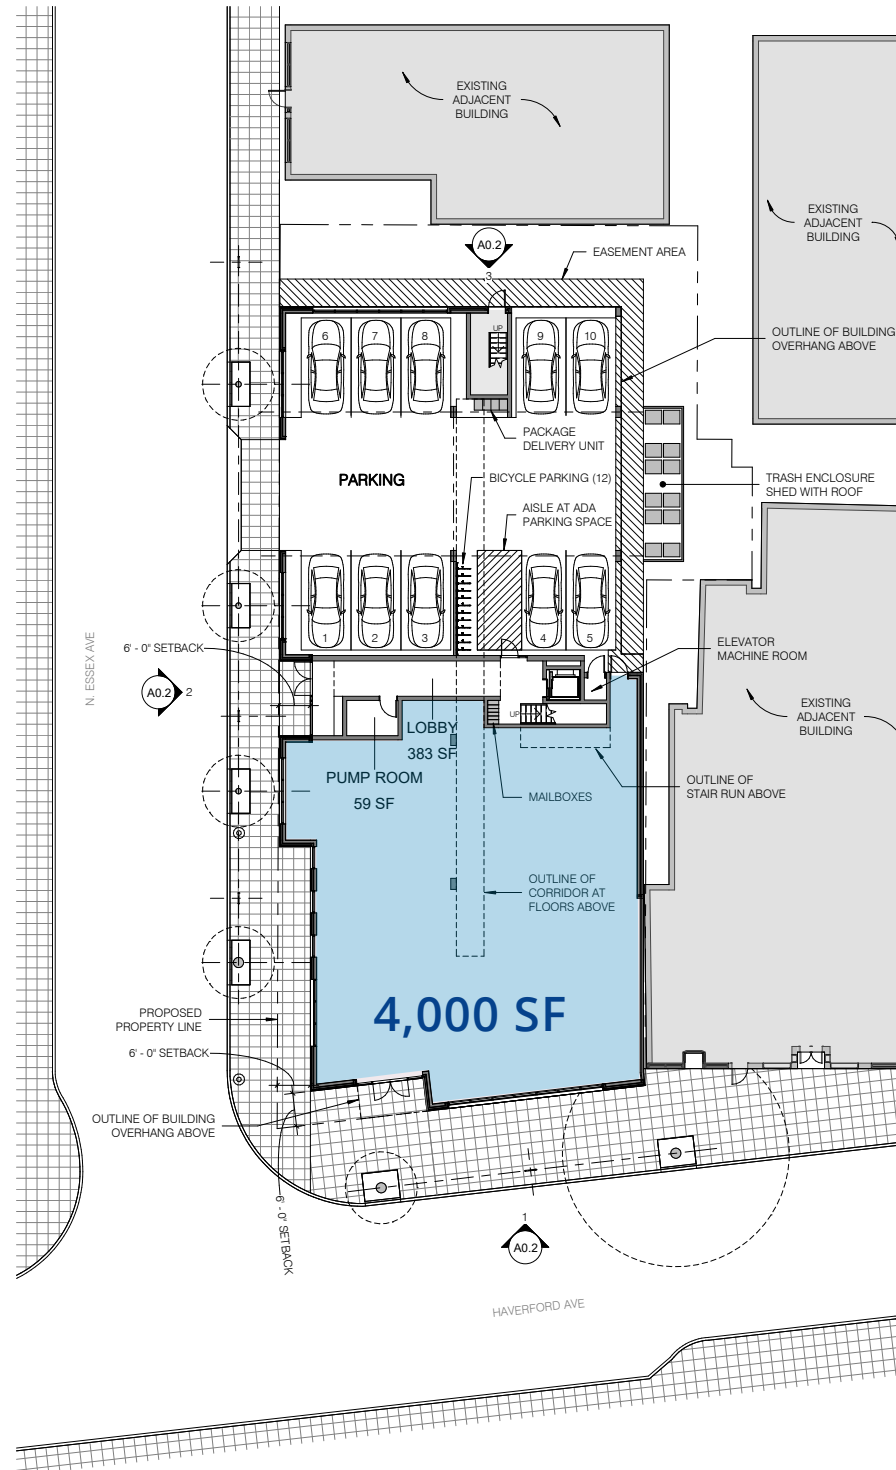 EXISTING
ADJACENT
BUILDING
EXISTING
ADJACENT
BUILDING
A0.2
3
EASEMENT AREA
OUTLINE OF BUILDING
OVERHANG ABOVE
6
7
8
UP
9
10
PACKAGE
DELIVERY UNIT
PARKING
BICYCLE PARKING (12)
TRASH ENCLOSURE
SHED WITH ROOF
AISLE AT ADA
PARKING SPACE
1
2
3
4
5
N. ESSEX AVE
6' - 0" SETBACK
A0.2
2
ELEVATOR
MACHINE ROOM
EXISTING
ADJACENT
BUILDING
UP
LOBBY
383 SF
PUMP ROOM
59 SF
MAILBOXES
OUTLINE OF
STAIR RUN ABOVE
OUTLINE OF
CORRIDOR AT
FLOORS ABOVE
4,000 SF
PROPOSED
PROPERTY LINE
6' - 0" SETBACK
OUTLINE OF BUILDING
OVERHANG ABOVE
6' - 0" SETBACK
1
A0.2
HAVERFORD AVE